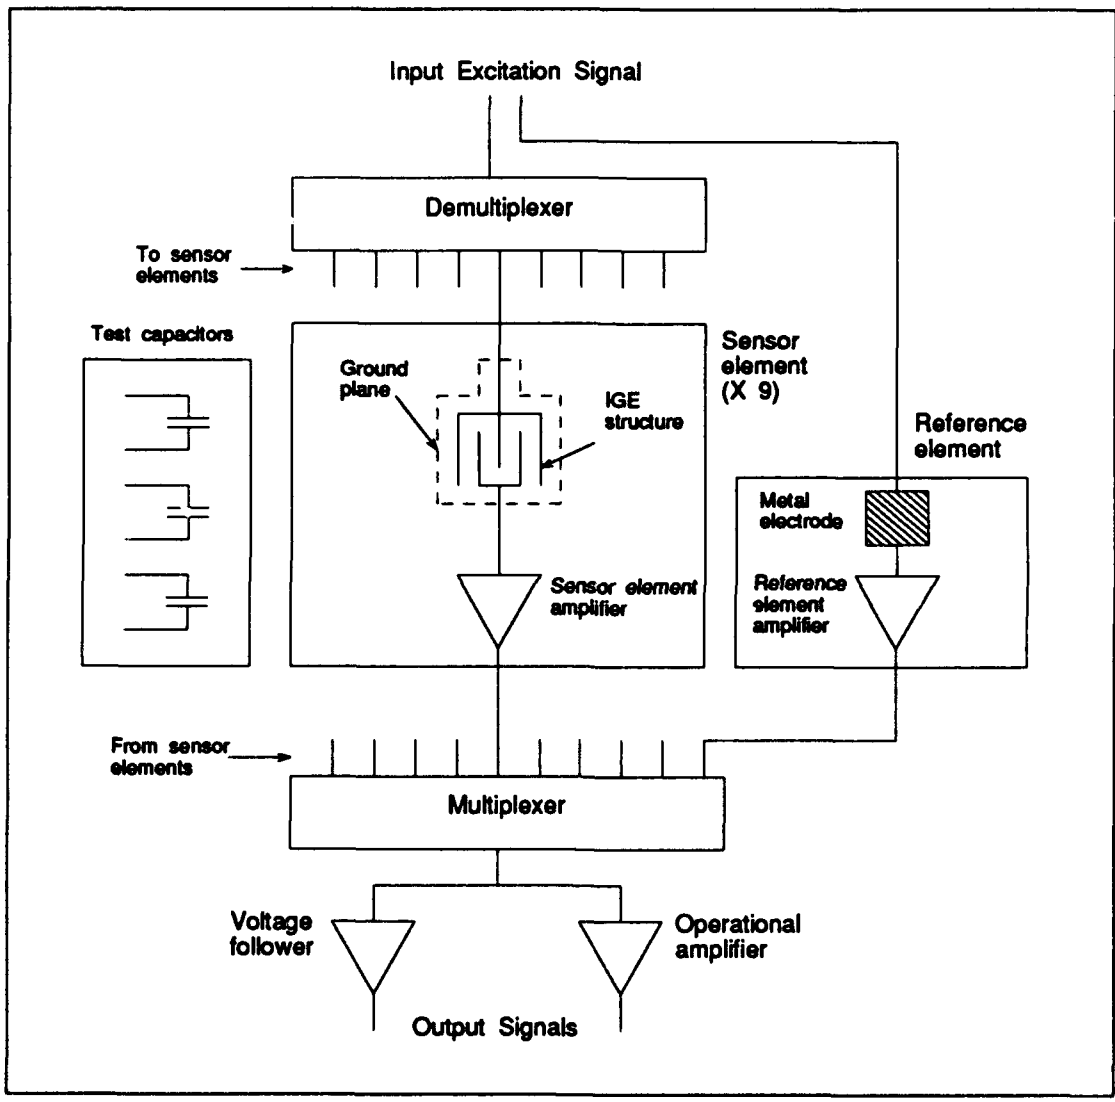 Input Excitation Signal
Demultiplexer
To sensor
elements
Test capacitors
Ground
plane
IGE
structure
Sensor
element
(X 9)
Reference
element
Metal
electrode
Sensor element
amplifier
Reference
element
amplifier
From sensor
elements
Multiplexer
Voltage
follower
Operational
amplifier
Output Signals